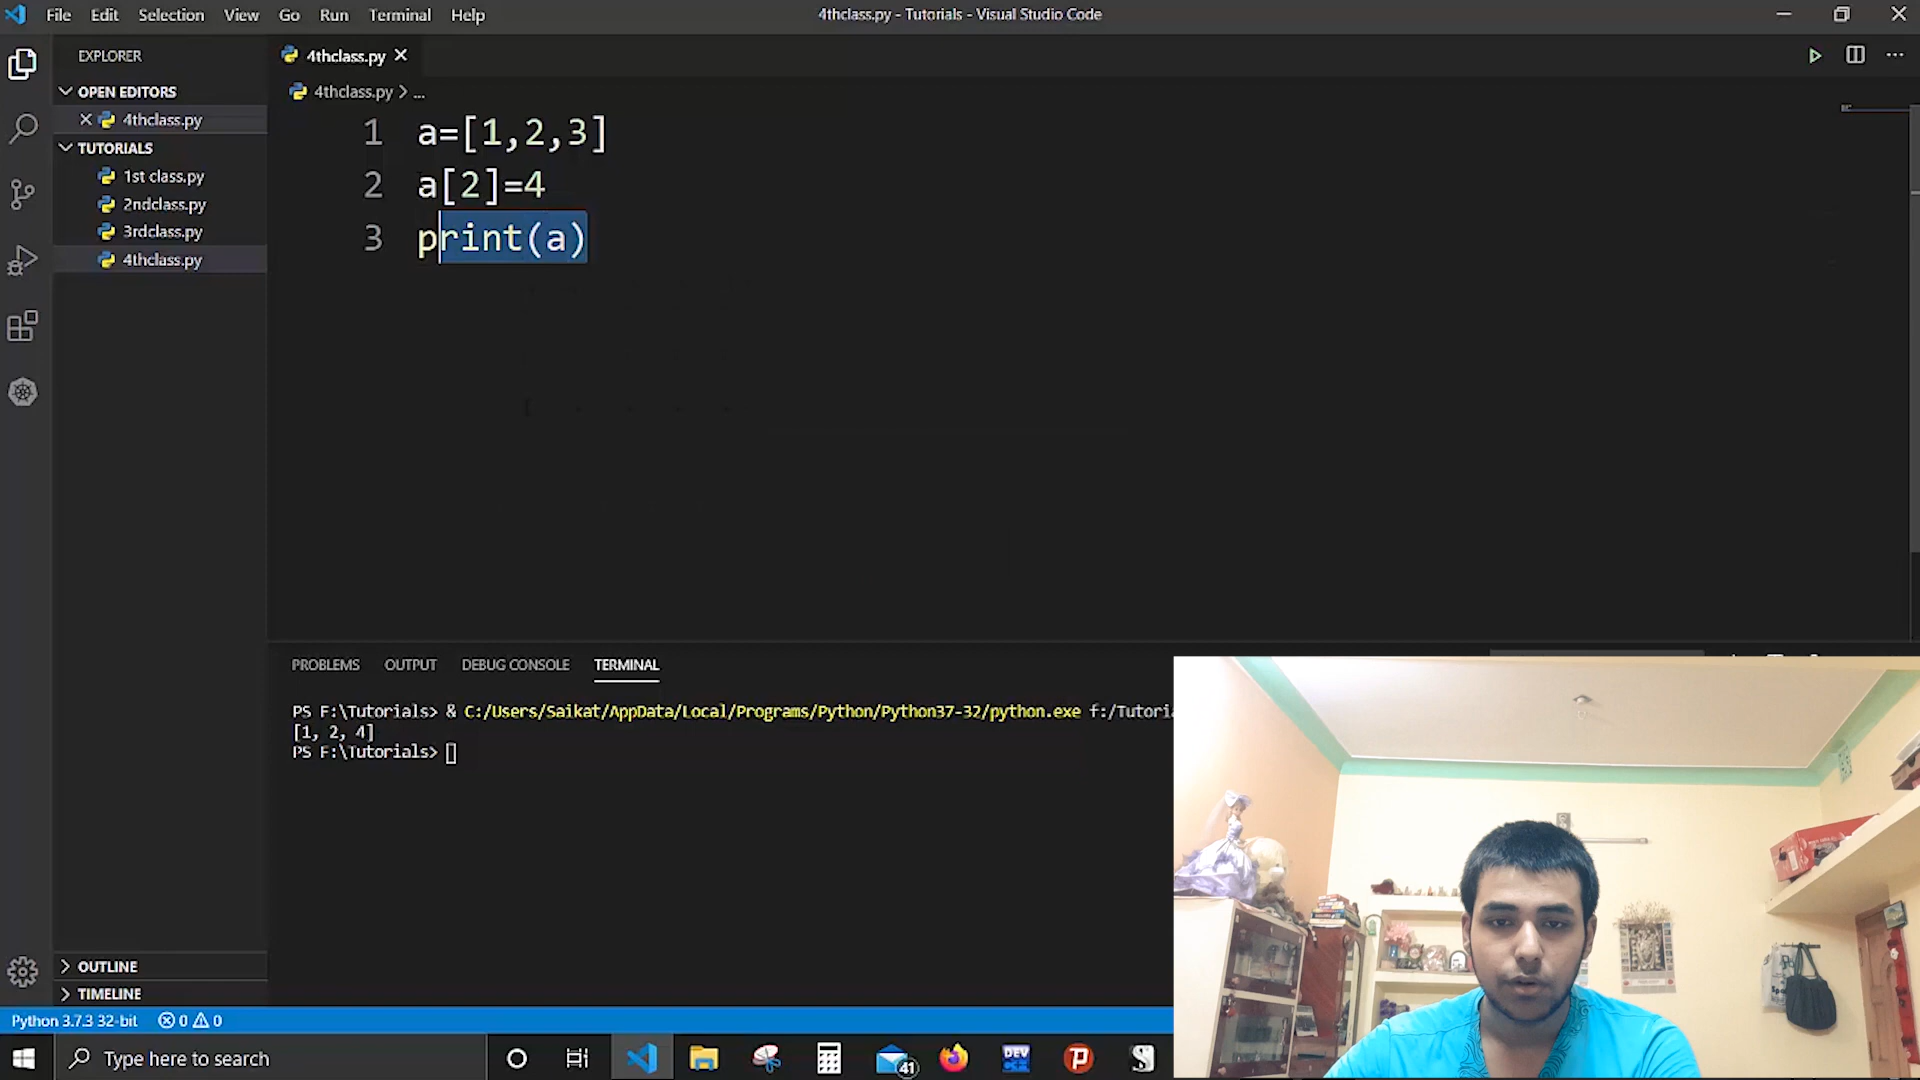 File Edit Selection View Go Run Terminal Help
4thclass.py - Tutorials - Visual Studio Code
EXPLORER
OPEN EDITORS
4thclass.py
TUTORIALS
1st class.py
2ndclass.py
3rdclass.py
4thclass.py
OUTLINE
TIMELINE
4thclass.py
4thclass.py > ...
1 a=[1,2,3]
2 a[2]=4
3 print(a)
PROBLEMS OUTPUT DEBUG CONSOLE TERMINAL
PS F:\Tutorials> & C:/Users/Saikat/AppData/Local/Programs/Python/Python37-32/python.exe f:/Tutoria
[1, 2, 4]
PS F:\Tutorials>
Python 3.7.3 32-bit 0 0
Type here to search
41
DEV